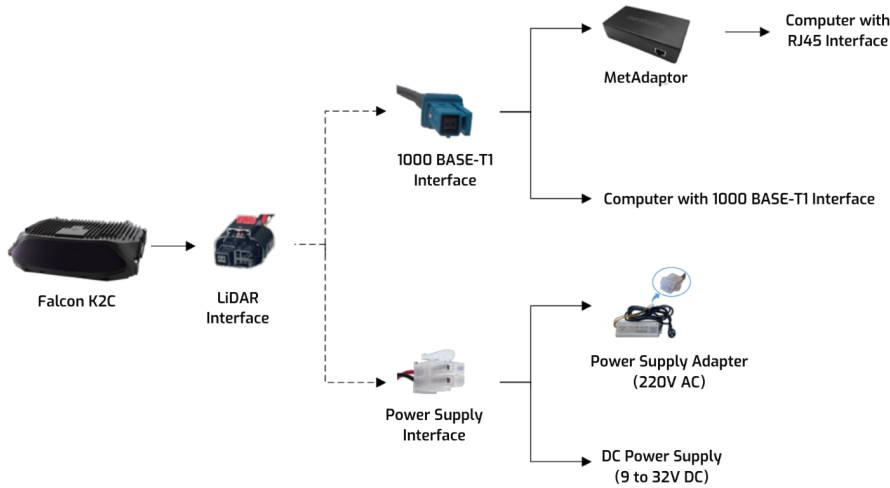 Computer with
RJ45 Interface
MetAdaptor
1000 BASE-T1
Interface
Computer with 1000 BASE-T1 Interface
Falcon K2C
LiDAR
Interface
Power Supply Adapter
(220V AC)
Power Supply
Interface
DC Power Supply
(9 to 32V DC)